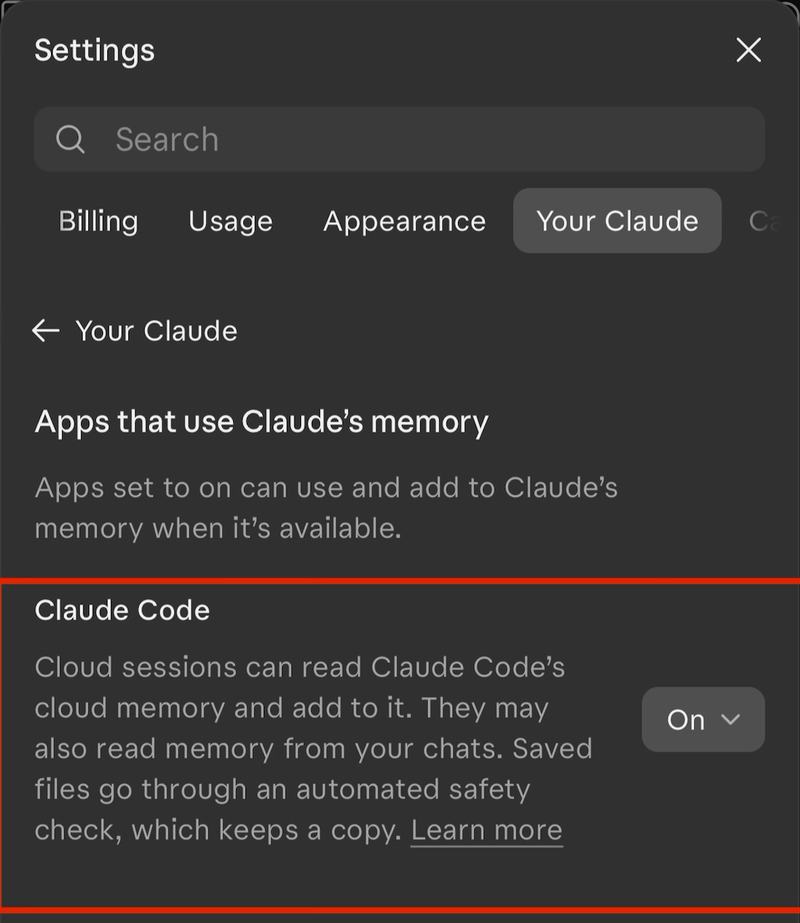 Settings
Search
Billing Usage Appearance Your Claude
Your Claude
Apps that use Claude’s memory
Apps set to on can use and add to Claude’s
memory when it’s available.
Claude Code
Cloud sessions can read Claude Code’s
cloud memory and add to it. They may
also read memory from your chats. Saved
files go through an automated safety
check, which keeps a copy. Learn more
On